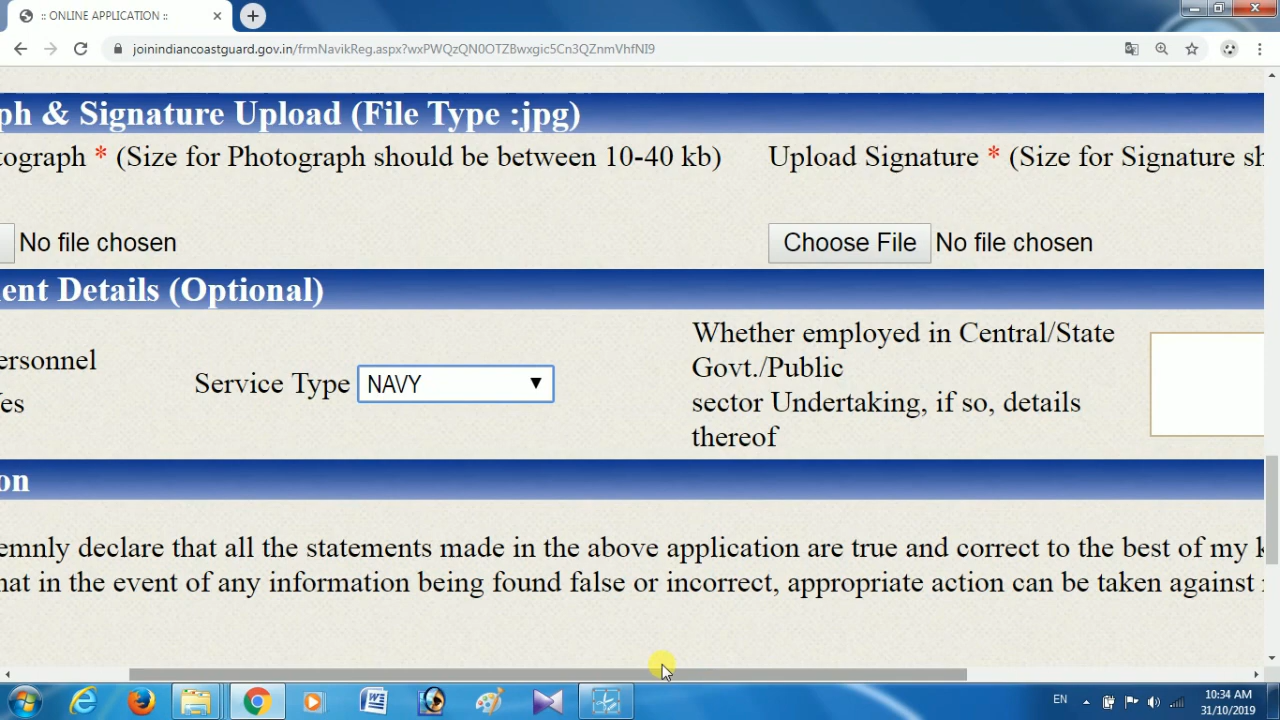 :: ONLINE APPLICATION ::
joinindiancoastguard.gov.in/frmNavikReg.aspx?wxPWQzQN0OTZBwxgic5Cn3QZnmVhfNI9
ph & Signature Upload (File Type :jpg)
tograph * (Size for Photograph should be between 10-40 kb)
Upload Signature * (Size for Signature sh
No file chosen
Choose File No file chosen
ent Details (Optional)
ersonnel
es
Service Type NAVY
Whether employed in Central/State
Govt./Public
sector Undertaking, if so, details
thereof
on
emnly declare that all the statements made in the above application are true and correct to the best of my k
hat in the event of any information being found false or incorrect, appropriate action can be taken against
EN
10:34 AM
31/10/2019